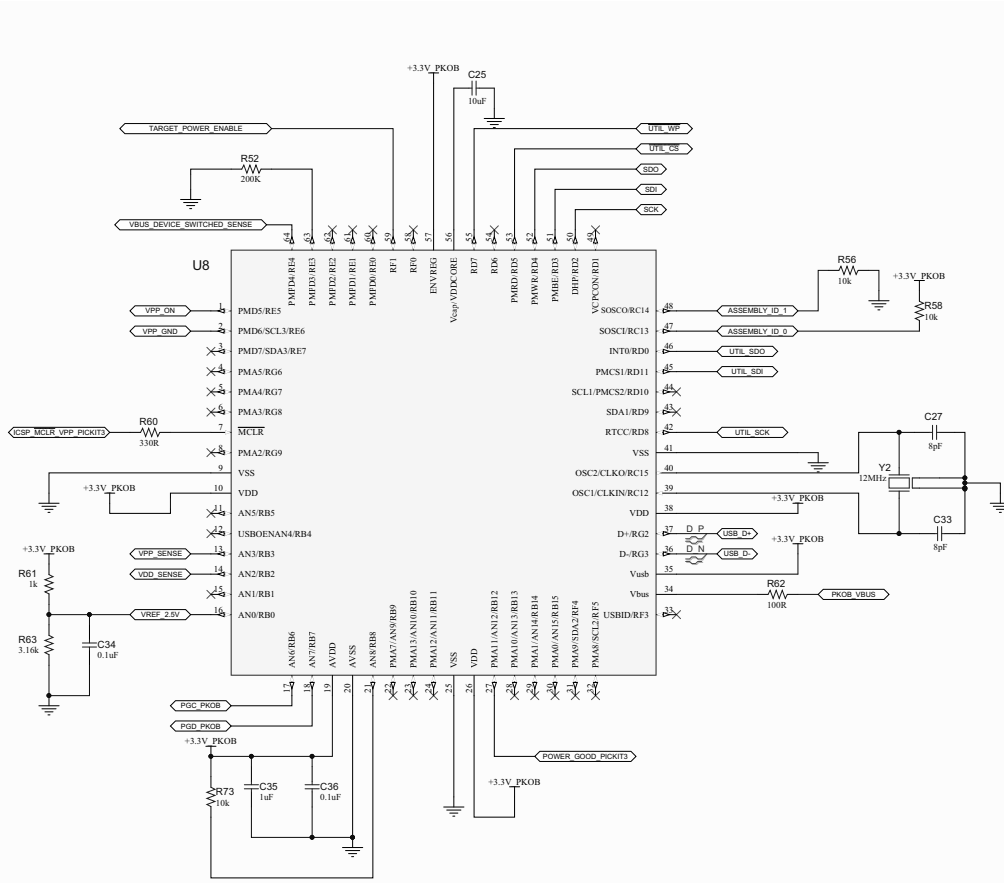 +3.3V_PKOB
C25
10uF
TARGET_POWER_ENABLE
UTIL_WP
UTIL_CS
R52
200K
SDO
SDI
SCK
VBUS_DEVICE_SWITCHED_SENSE
64
63
62
61
60
59
58
57
56
55
54
53
52
51
50
49
U8
PMFD4/RE4
PMFD3/RE3
PMFD2/RE2
PMFD1/RE1
PMFD0/RE0
RF1
RF0
ENVREG
Vcap/VDDCORE
RD7
RD6
PMRD/RD5
PMWR/RD4
PMBE/RD3
DHP/RD2
VCPCON/RD1
R56
10k
+3.3V_PKOB
R58
10k
VPP_ON
1
PMD5/RE5
SOSCO/RC14
48
ASSEMBLY_ID_1
VPP_GND
2
PMD6/SCL3/RE6
SOSCI/RC13
47
ASSEMBLY_ID_0
3
PMD7/SDA3/RE7
INT0/RD0
46
UTIL_SDO
4
PMA5/RG6
PMCS1/RD11
45
UTIL_SDI
5
PMA4/RG7
SCL1/PMCS2/RD10
44
6
PMA3/RG8
SDA1/RD9
43
ICSP_MCLR_VPP_PICKIT3
R60
330R
7
MCLR
RTCC/RD8
42
UTIL_SCK
8
PMA2/RG9
VSS
41
9
VSS
OSC2/CLKO/RC15
40
+3.3V_PKOB
10
VDD
OSC1/CLKIN/RC12
39
C27
8pF
Y2
12MHz
C33
8pF
11
AN5/RB5
VDD
38
+3.3V_PKOB
12
USBOENAN4/RB4
D+/RG2
37
D_P
USB_D+
VPP_SENSE
13
AN3/RB3
D-/RG3
36
D_N
USB_D-
+3.3V_PKOB
VDD_SENSE
14
AN2/RB2
Vusb
35
15
AN1/RB1
Vbus
34
R62
100R
PKOB_VBUS
VREF_2.5V
16
AN0/RB0
USBID/RF3
33
+3.3V_PKOB
R61
1k
R63
3.16k
C34
0.1uF
AN6/RB6
AN7/RB7
AVDD
AVSS
AN8/RB8
PMA7/AN9/RB9
PMA13/AN10/RB10
PMA12/AN11/RB11
VSS
VDD
PMA11/AN12/RB12
PMA10/AN13/RB13
PMA1/AN14/RB14
PMA0/AN15/RB15
PMA9/SDA2/RF4
PMA8/SCL2/RF5
17
18
19
20
21
22
23
24
25
26
27
28
29
30
31
32
PGC_PKOB
PGD_PKOB
+3.3V_PKOB
POWER_GOOD_PICKIT3
R73
10k
C35
1uF
C36
0.1uF
+3.3V_PKOB